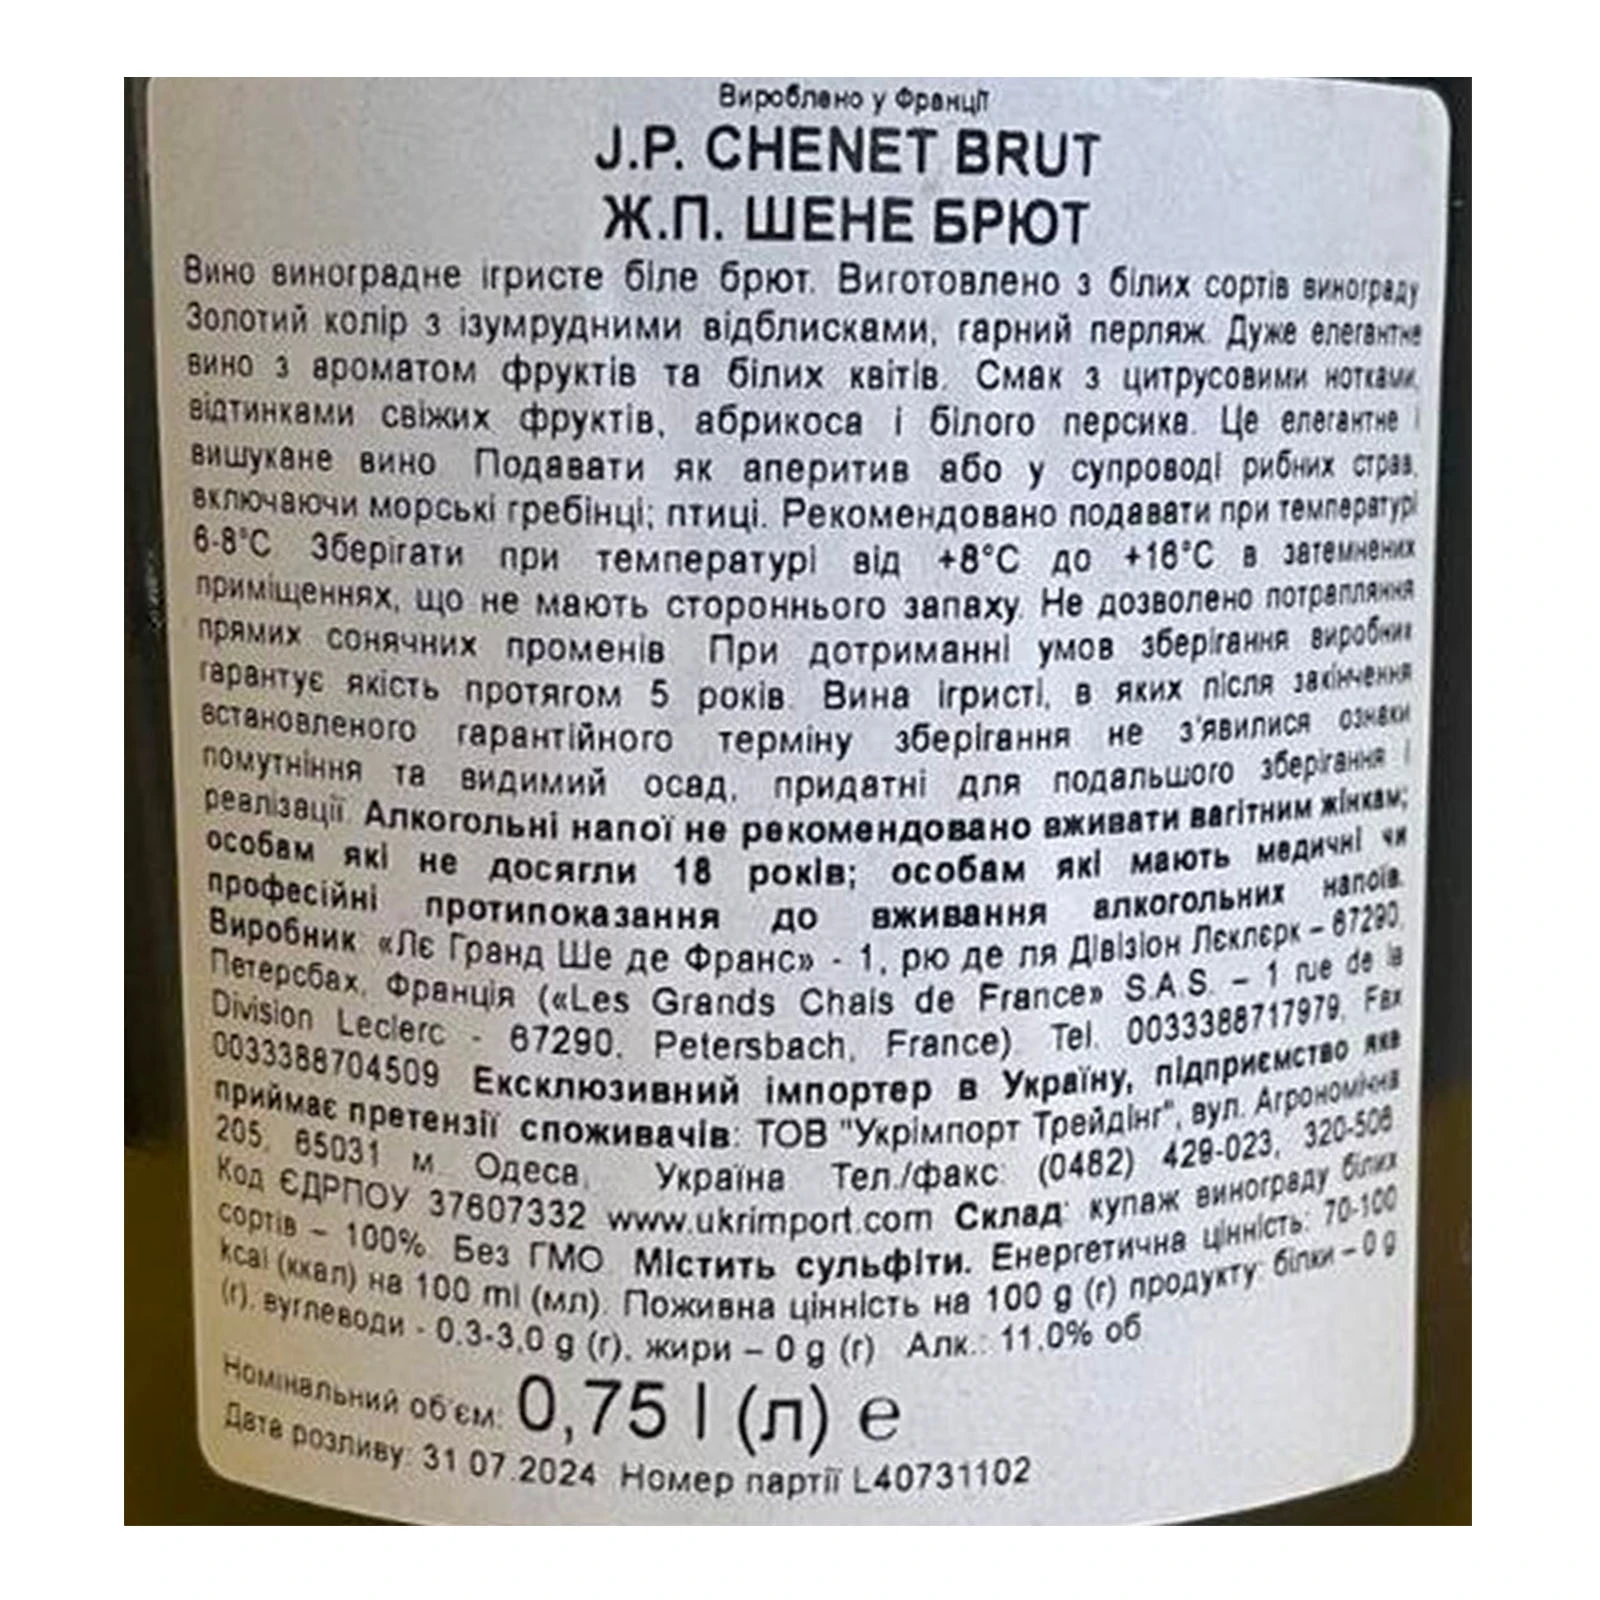 Вироблено у Франції
J.P. CHENET BRUT
Ж.П. ШЕНЕ БРЮТ
Вино виноградне ігристе біле брют. Виготовлено з білих сортів винограду
Золотий колір з ізумрудними відблисками, гарний перляж. Дуже елегантне
вино з ароматом фруктів та білих квітів. Смак з цитрусовими нотками,
відтинками свіжих фруктів, абрикоса і білого персика. Це елегантне і
вишукане вино Подавати як аперитив або у супроводі рибних страв,
включаючи морські гребінці; птиці. Рекомендовано подавати при температурі
6-8°С Зберігати при температурі від +8°С до +16°С в затемнених
приміщеннях, що не мають стороннього запаху. Не дозволено потрапляння
прямих сонячних променів При дотриманні умов зберігання виробник
гарантує якість протягом 5 років. Вина ігристі, в яких після закінчення
встановленого гарантійного терміну зберігання не з'явилися ознаки
помутніння та видимий осад, придатні для подальшого зберігання і
реалізації. Алкогольні напої не рекомендовано вживати вагітним жінкам;
особам які не досягли 18 років; особам які мають медичні чи
професійні протипоказання до вживання алкогольних напоїв.
Виробник: «Лє Гранд Ше де Франс» - 1, рю де ля Дівізіон Лєклєрк – 67290,
Петерсбах, Франція («Les Grands Chais de France» S.A.S. – 1 rue de la
Division Leclerc - 67290, Petersbach, France) Tel. 0033388717979, Fax
0033388704509 Ексклюзивний імпортер в Україну, підприємство яке
приймає претензії споживачів: ТОВ "Укрімпорт Трейдінг", вул. Агрономічна
205, 65031 м. Одеса, Україна Тел./факс: (0482) 429-023, 320-506
Код ЄДРПОУ 37607332 www.ukrimport.com Склад: купаж винограду білих
сортів – 100%. Без ГМО Містить сульфіти. Енергетична цінність: 70-100
kcal (ккал) на 100 ml (мл). Поживна цінність на 100 g (г) продукту: білки – 0 g
(г), вуглеводи - 0.3-3,0 g (г), жири – 0 g (г) Алк.: 11.0% об
Номінальний об'єм: 0,75 l (л) e
Дата розливу: 31.07.2024 Номер партії L40731102